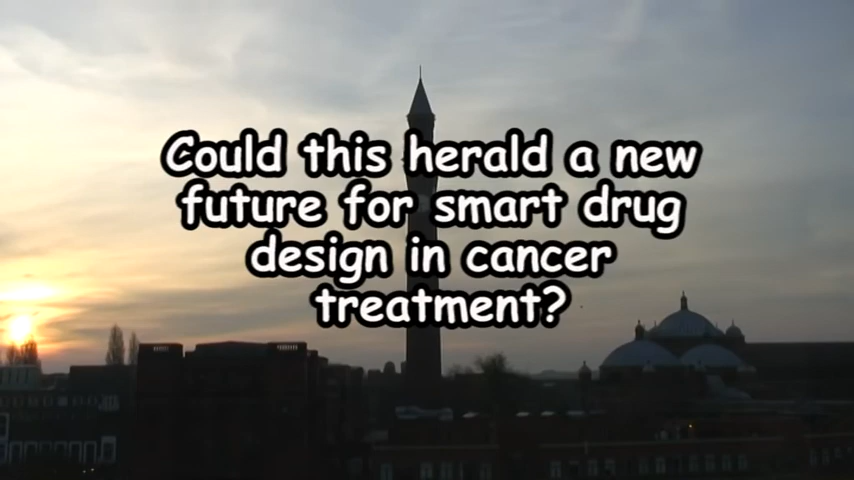 Could this herald a new
future for smart drug
design in cancer
treatment?